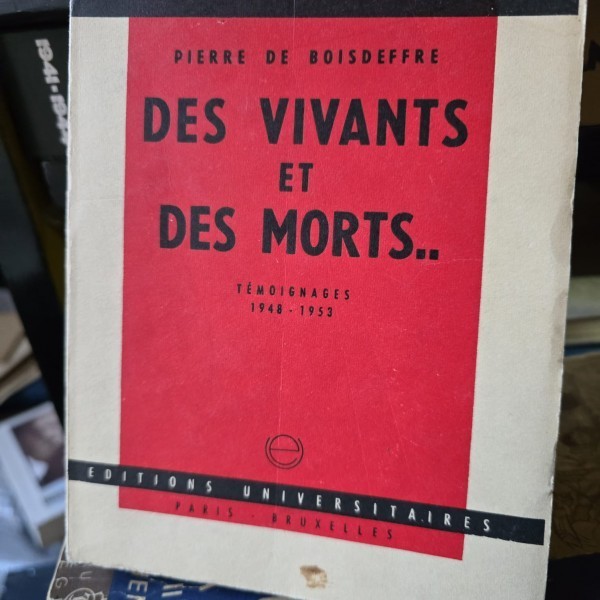 PIERRE DE BOISDEFFRE
DES VIVANTS
ET
DES MORTS..
TÉMOIGNAGES
1948 - 1953
EDITIONS UNIVERSITAIRES
PARIS - BRUXELLES